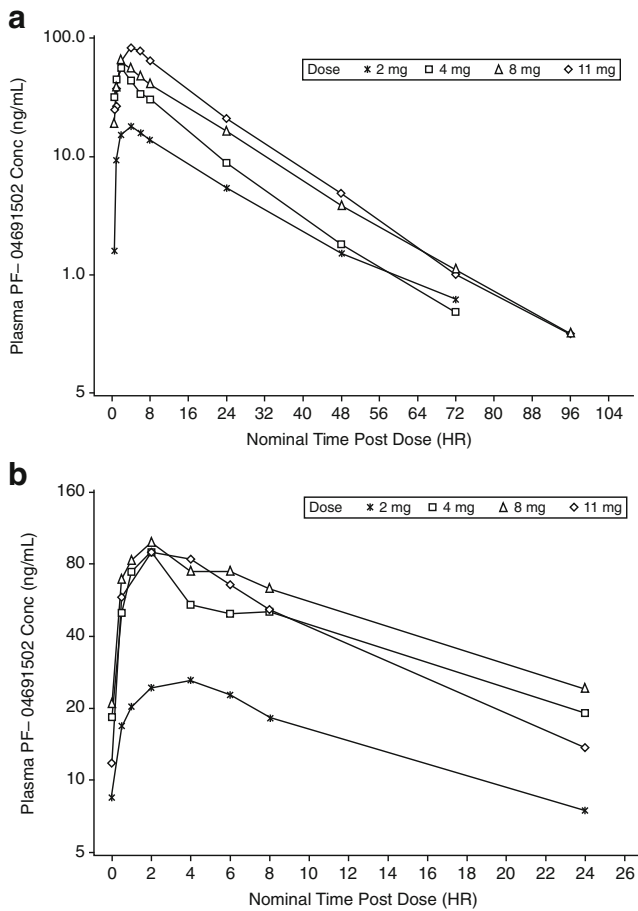 a
100.0
10.0
1.0
5
Plasma PF– 04691502 Conc (ng/mL)
Dose 2 mg 4 mg 8 mg 11 mg
0 8 16 24 32 40 48 56 64 72 80 88 96 104
Nominal Time Post Dose (HR)
b
160
80
40
20
10
5
Plasma PF– 04691502 Conc (ng/mL)
Dose 2 mg 4 mg 8 mg 11 mg
0 2 4 6 8 10 12 14 16 18 20 22 24 26
Nominal Time Post Dose (HR)